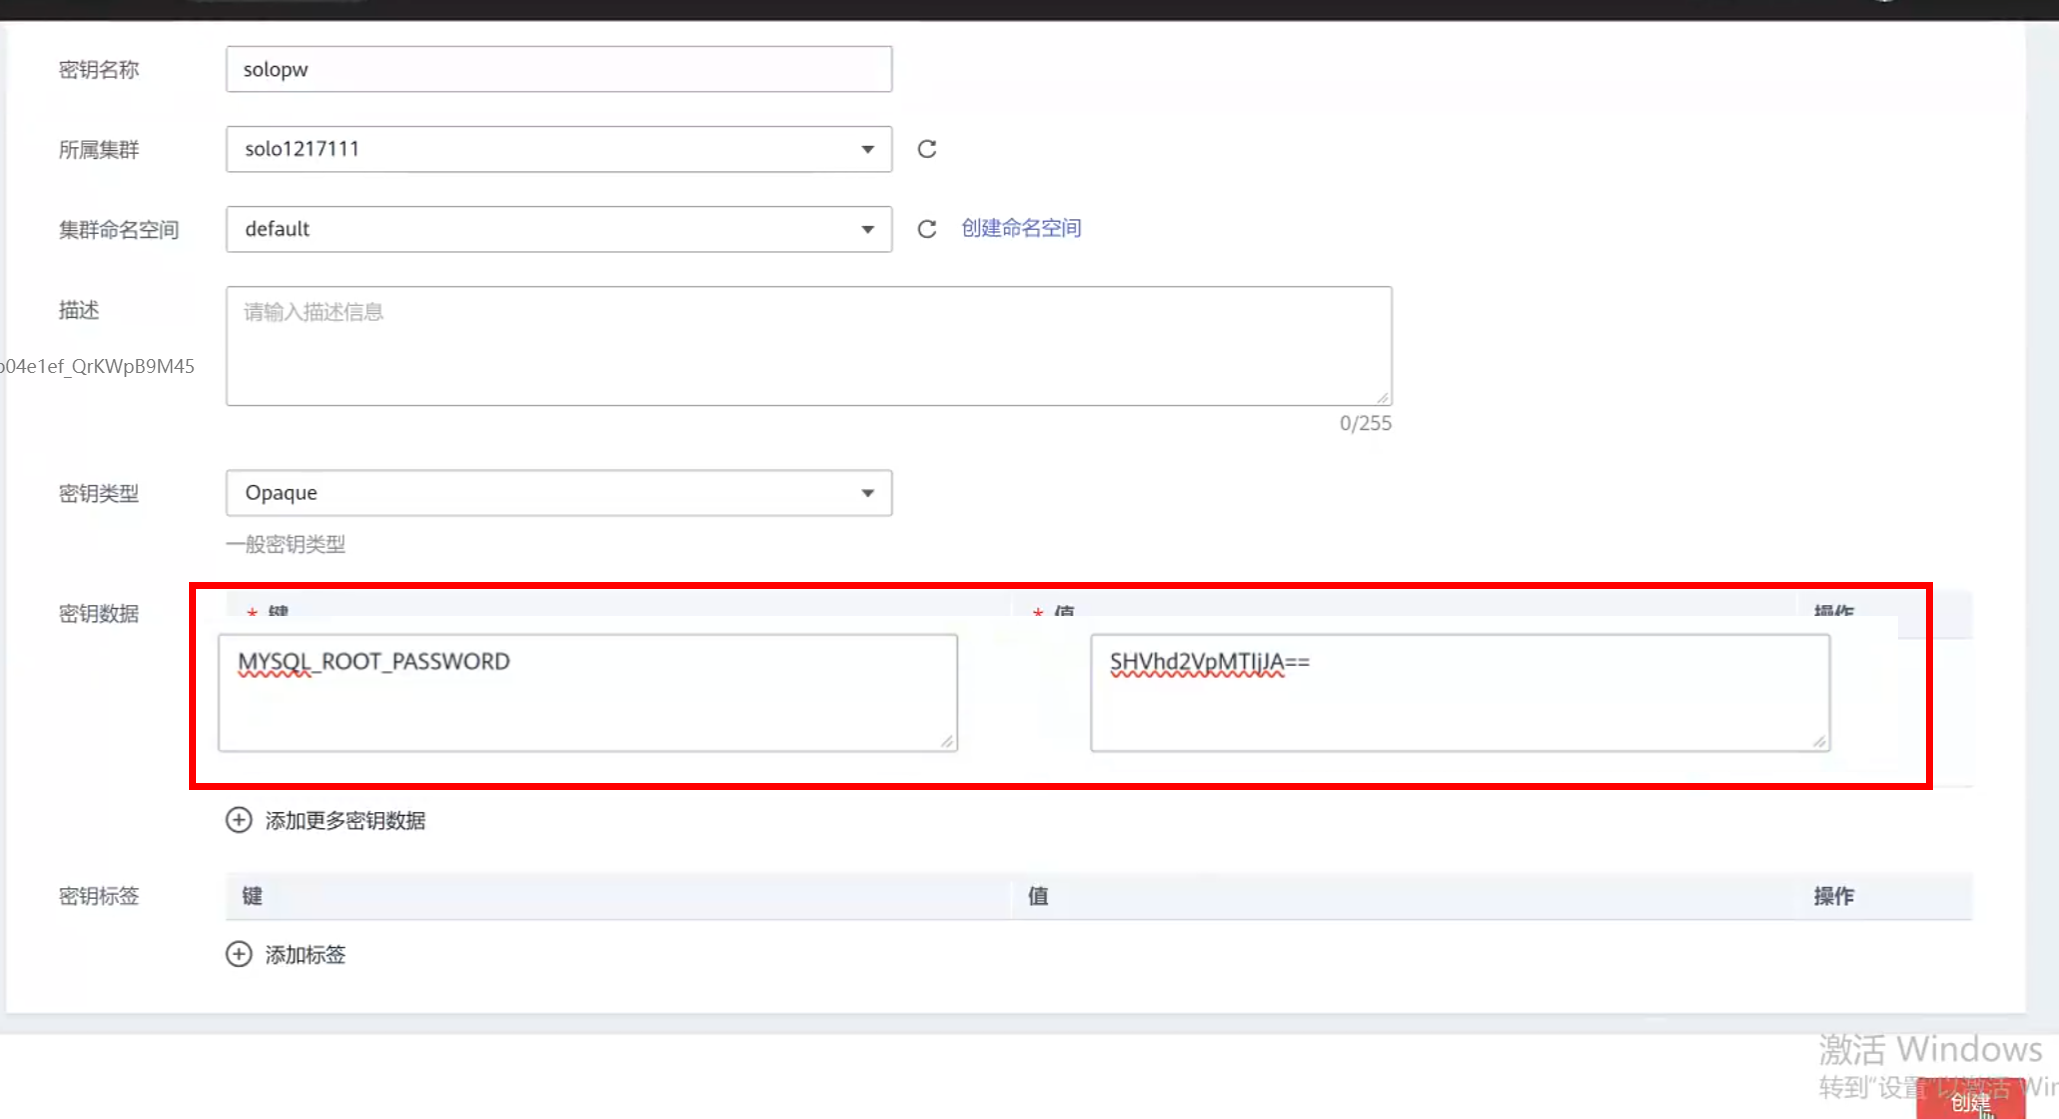 密钥名称
solopw
所属集群
solo1217111
集群命名空间
default
创建命名空间
描述
请输入描述信息
b04e1ef_QrKWpB9M45
0/255
密钥类型
Opaque
一般密钥类型
密钥数据
* 键
* 值
操作
MYSQL_ROOT_PASSWORD
SHVhd2VpMTIjJA==
添加更多密钥数据
密钥标签
键
值
操作
添加标签
激活 Windows
转到"设置"以激活 Win
创建